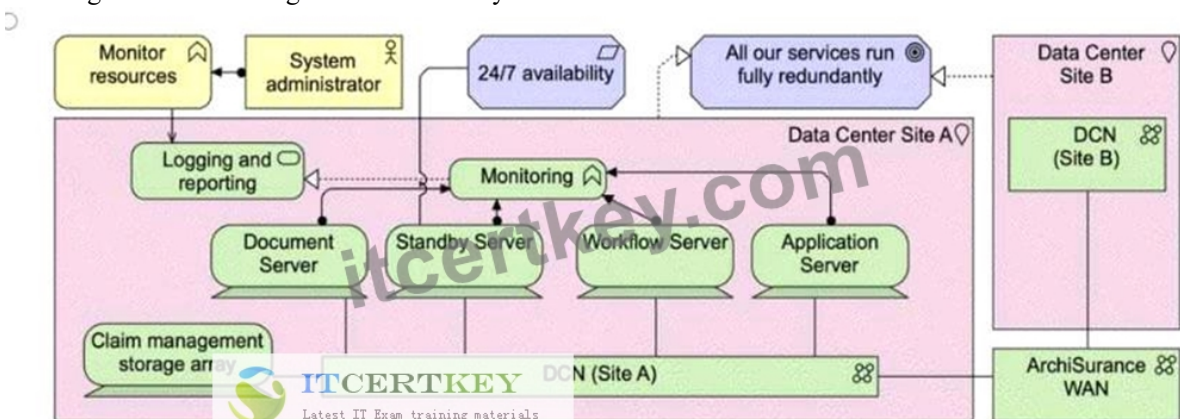 Monitor
resources
System
administrator
24/7 availability
All our services run
fully redundantly
Data Center
Site B
Data Center Site A
DCN
(Site B)
Logging and
reporting
Monitoring
Document
Server
Standby Server
Workflow Server
Application
Server
Claim management
storage array
DCN (Site A)
ArchiSurance
WAN
itcertkey.com
ITCERTKEY
Latest IT Exam training materials